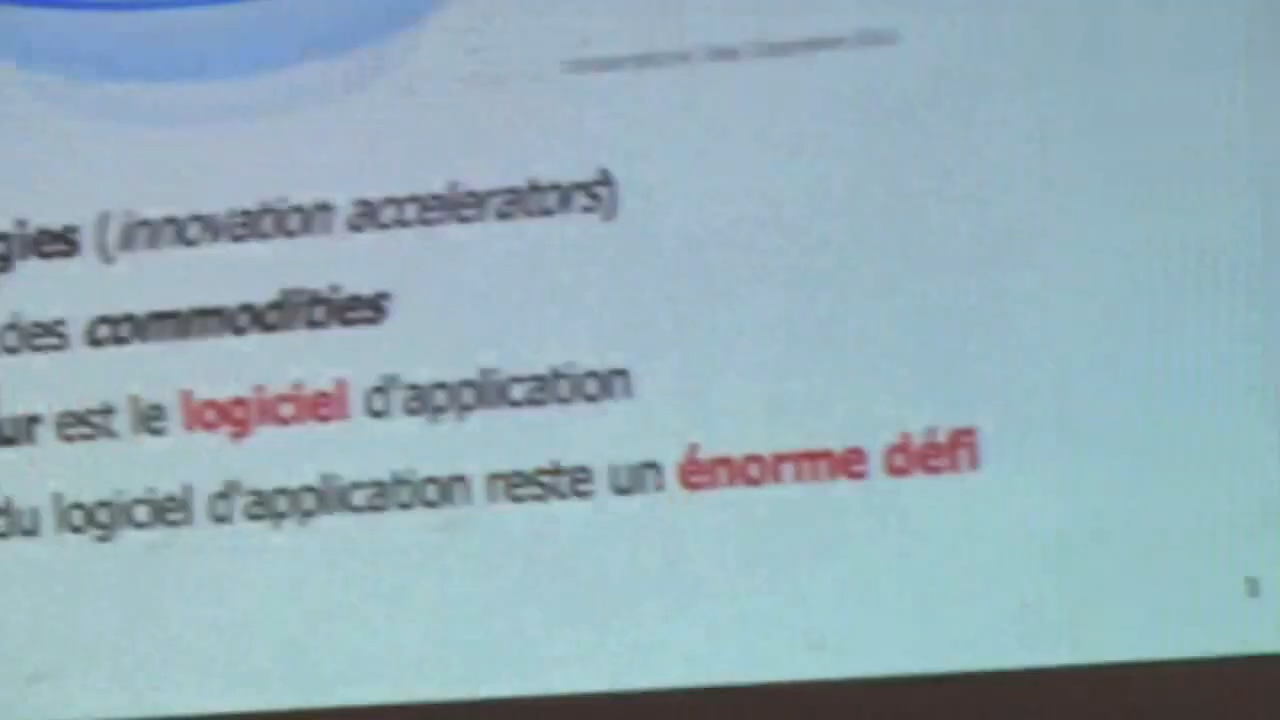 gies (innovation accelerators)
des commodities
ur est le logiciel d'application
du logiciel d'application reste un énorme défi